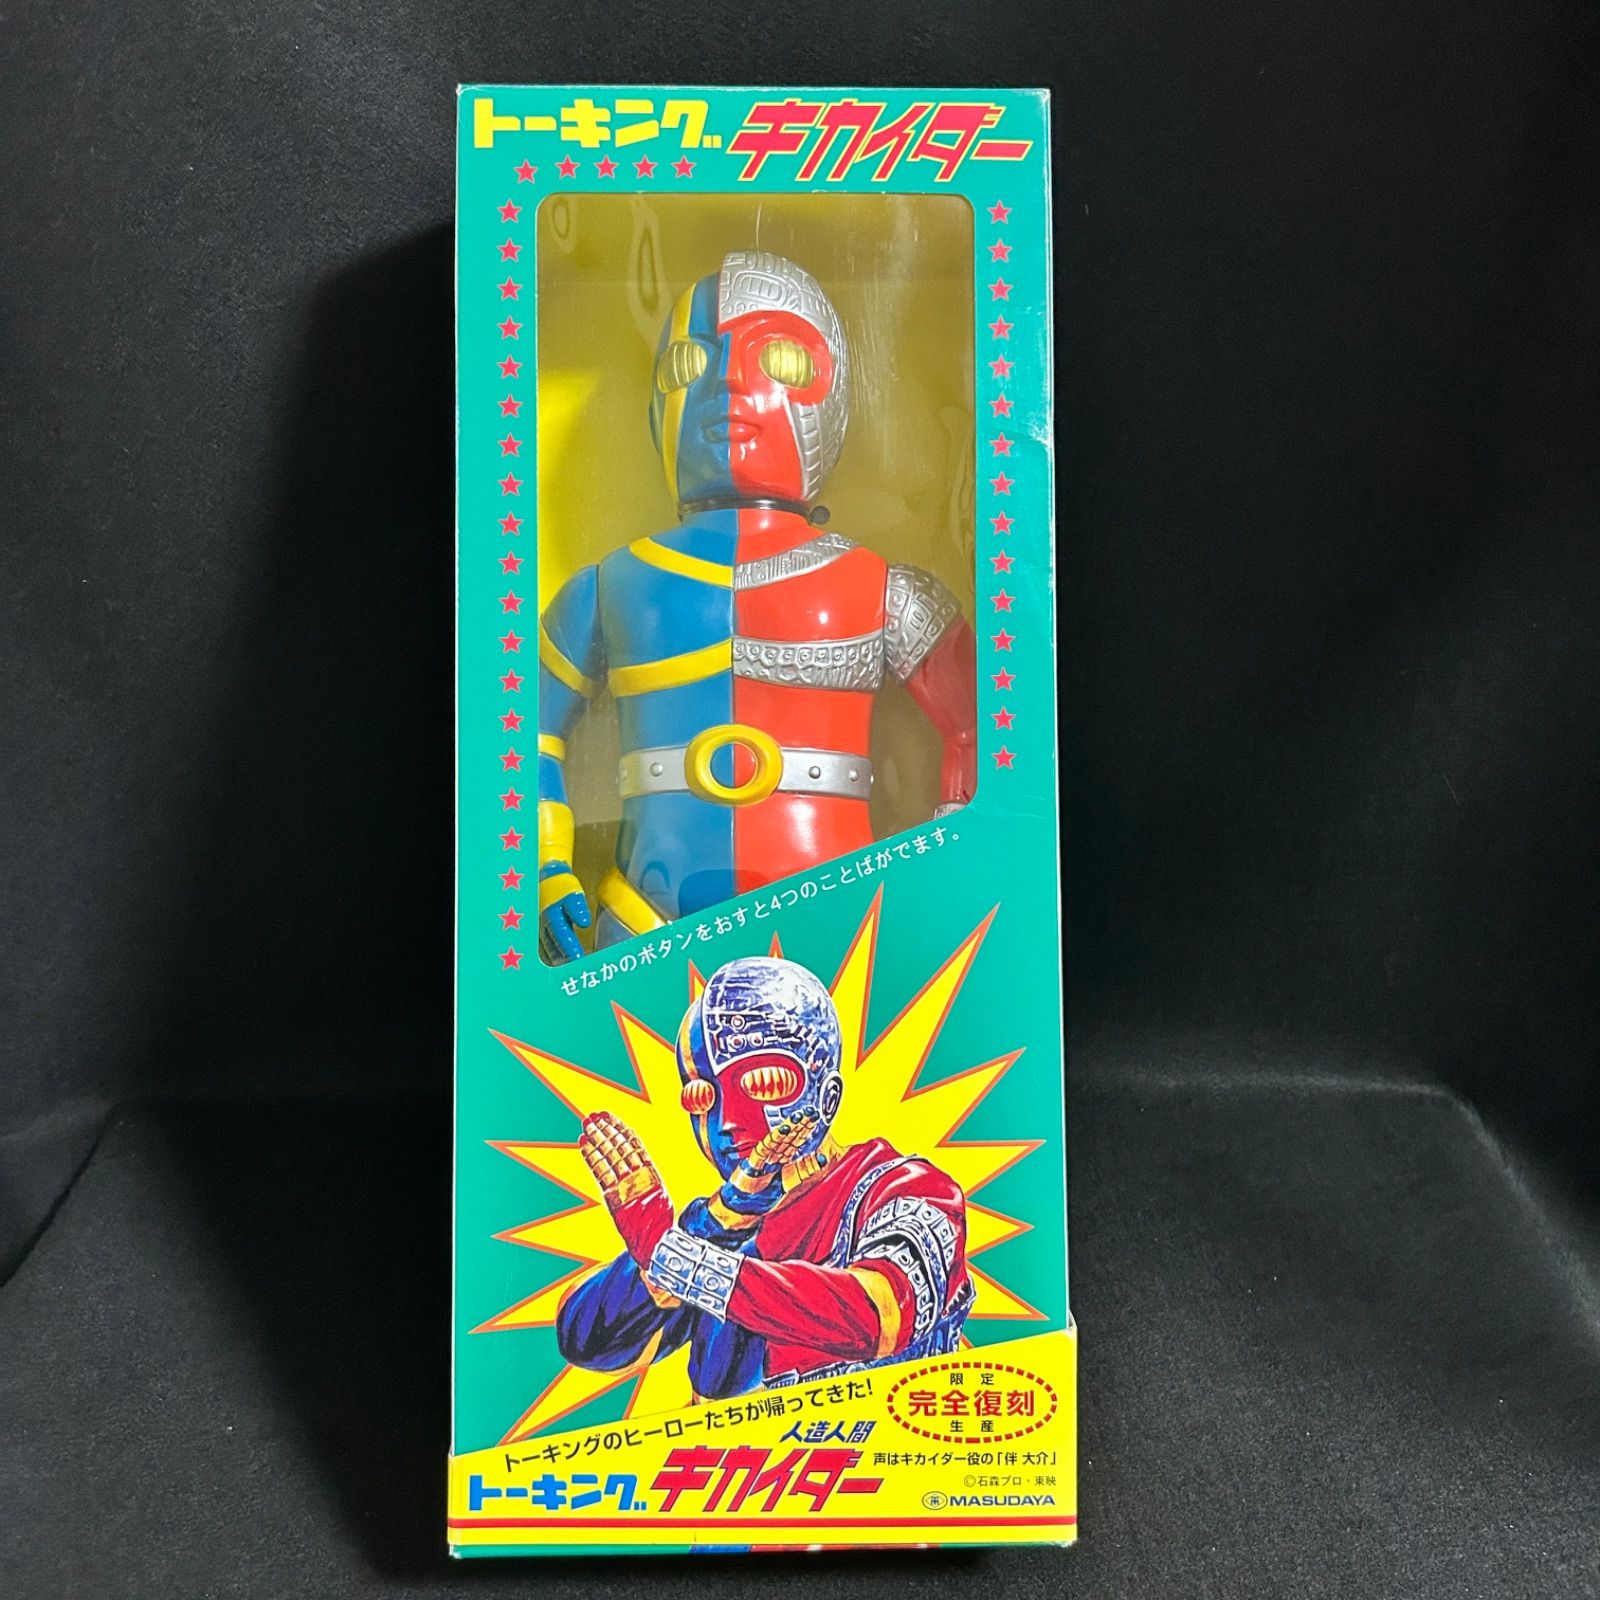 トーキング
キカイダー
せなかのボタンをおすと4つのことばがでます。
トーキングのヒーローたちが帰ってきた!
限定
完全復刻
生産
人造人間
トーキング
キカイダー
声はキカイダー役の「伴 大介」
©石森プロ・東映
MASUDAYA